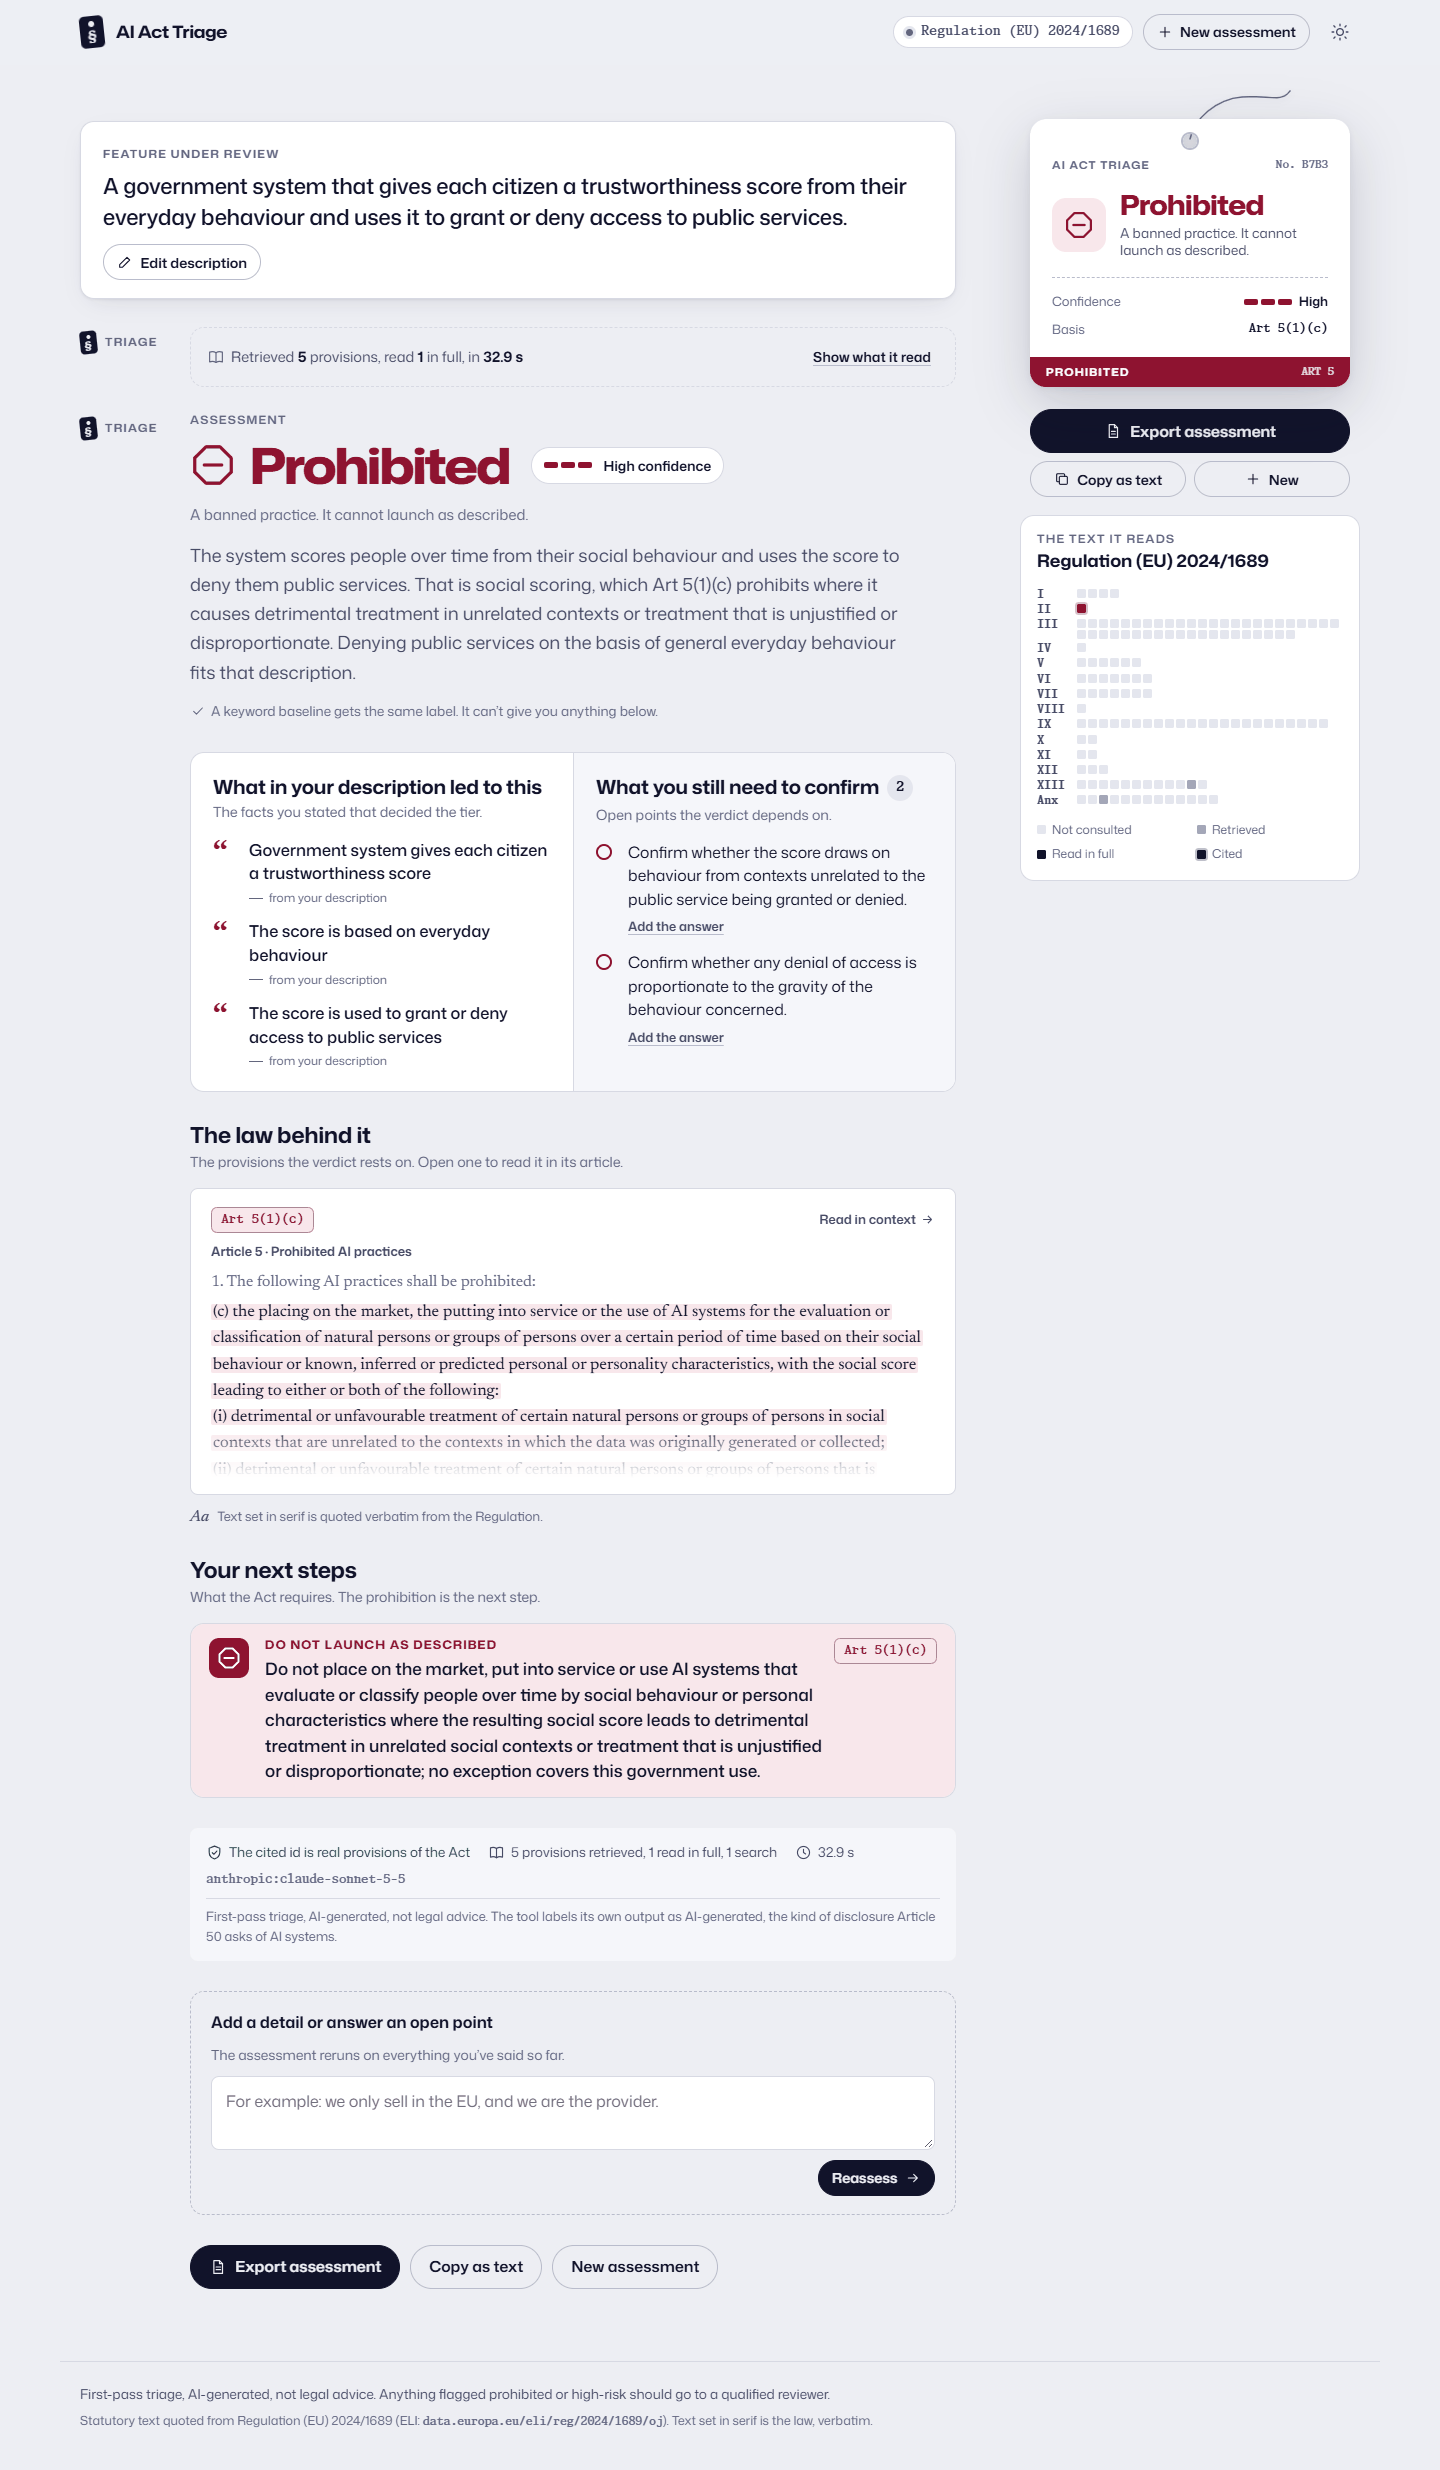 AI Act Triage
Regulation (EU) 2024/1689
New assessment
FEATURE UNDER REVIEW
A government system that gives each citizen a trustworthiness score from their
everyday behaviour and uses it to grant or deny access to public services.
Edit description
TRIAGE
Retrieved 5 provisions, read 1 in full, in 32.9 s
Show what it read
TRIAGE
ASSESSMENT
Prohibited
High confidence
A banned practice. It cannot launch as described.
The system scores people over time from their social behaviour and uses the score to
deny them public services. That is social scoring, which Art 5(1)(c) prohibits where it
causes detrimental treatment in unrelated contexts or treatment that is unjustified or
disproportionate. Denying public services on the basis of general everyday behaviour
fits that description.
A keyword baseline gets the same label. It can't give you anything below.
What in your description led to this
The facts you stated that decided the tier.
“ Government system gives each citizen
a trustworthiness score
— from your description
“ The score is based on everyday
behaviour
— from your description
“ The score is used to grant or deny
access to public services
— from your description
What you still need to confirm 2
Open points the verdict depends on.
Confirm whether the score draws on
behaviour from contexts unrelated to the
public service being granted or denied.
Add the answer
Confirm whether any denial of access is
proportionate to the gravity of the
behaviour concerned.
Add the answer
The law behind it
The provisions the verdict rests on. Open one to read it in its article.
Art 5(1)(c)
Read in context →
Article 5 · Prohibited AI practices
1. The following AI practices shall be prohibited:
(c) the placing on the market, the putting into service or the use of AI systems for the evaluation or
classification of natural persons or groups of persons over a certain period of time based on their social
behaviour or known, inferred or predicted personal or personality characteristics, with the social score
leading to either or both of the following:
(i) detrimental or unfavourable treatment of certain natural persons or groups of persons in social
contexts that are unrelated to the contexts in which the data was originally generated or collected;
(ii) detrimental or unfavourable treatment of certain natural persons or groups of persons that is
Aa Text set in serif is quoted verbatim from the Regulation.
Your next steps
What the Act requires. The prohibition is the next step.
DO NOT LAUNCH AS DESCRIBED
Art 5(1)(c)
Do not place on the market, put into service or use AI systems that
evaluate or classify people over time by social behaviour or personal
characteristics where the resulting social score leads to detrimental
treatment in unrelated social contexts or treatment that is unjustified
or disproportionate; no exception covers this government use.
The cited id is real provisions of the Act
5 provisions retrieved, 1 read in full, 1 search
32.9 s
anthropic:claude-sonnet-5-5
First-pass triage, AI-generated, not legal advice. The tool labels its own output as AI-generated, the kind of disclosure Article
50 asks of AI systems.
Add a detail or answer an open point
The assessment reruns on everything you've said so far.
For example: we only sell in the EU, and we are the provider.
Reassess →
Export assessment
Copy as text
New assessment
AI ACT TRIAGE
No. B7B3
Prohibited
A banned practice. It cannot
launch as described.
Confidence
High
Basis
Art 5(1)(c)
PROHIBITED
ART 5
Export assessment
Copy as text
New
THE TEXT IT READS
Regulation (EU) 2024/1689
I
II
III
IV
V
VI
VII
VIII
IX
X
XI
XII
XIII
Anx
Not consulted
Retrieved
Read in full
Cited
First-pass triage, AI-generated, not legal advice. Anything flagged prohibited or high-risk should go to a qualified reviewer.
Statutory text quoted from Regulation (EU) 2024/1689 (ELI: data.europa.eu/eli/reg/2024/1689/oj). Text set in serif is the law, verbatim.